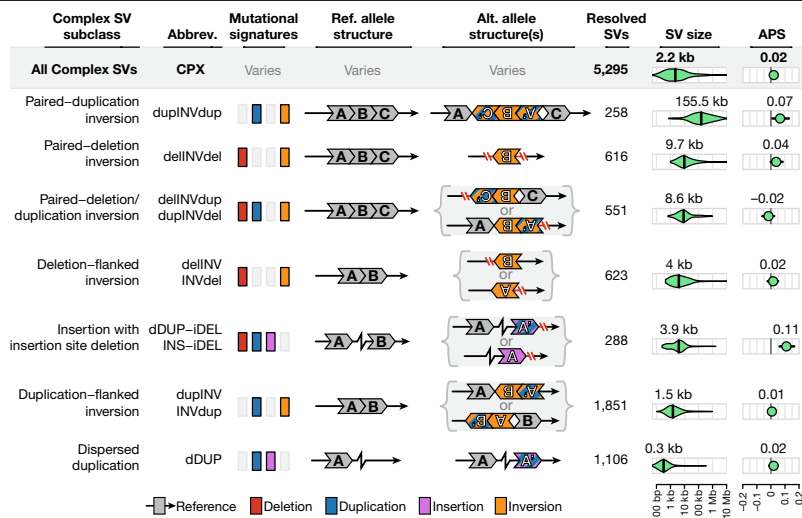 Complex SV subclass Abbrev. Mutational signatures Ref. allele structure Alt. allele structure(s) Resolved SVs SV size APS
All Complex SVs CPX Varies Varies Varies 5,295 2.2 kb 0.02
Paired–duplication inversion dupINVdup A B C A C' B A' B C 258 155.5 kb 0.07
Paired–deletion inversion delINVdel A B C B 616 9.7 kb 0.04
Paired–deletion/ duplication inversion delINVdup dupINVdel A B C C' B C or A B A' 551 8.6 kb −0.02
Deletion–flanked inversion delINV INVdel A B B or A 623 4 kb 0.02
Insertion with insertion site deletion dDUP–iDEL INS–iDEL A B A A' or A 288 3.9 kb 0.11
Duplication–flanked inversion dupINV INVdup A B A B A' or B' A B 1,851 1.5 kb 0.01
Dispersed duplication dDUP A A A' 1,106 0.3 kb 0.02
Reference Deletion Duplication Insertion Inversion
00 bp 1 kb 10 kb 00 kb 1 Mb 10 Mb −0.2 −0.1 0 0.1 0.2